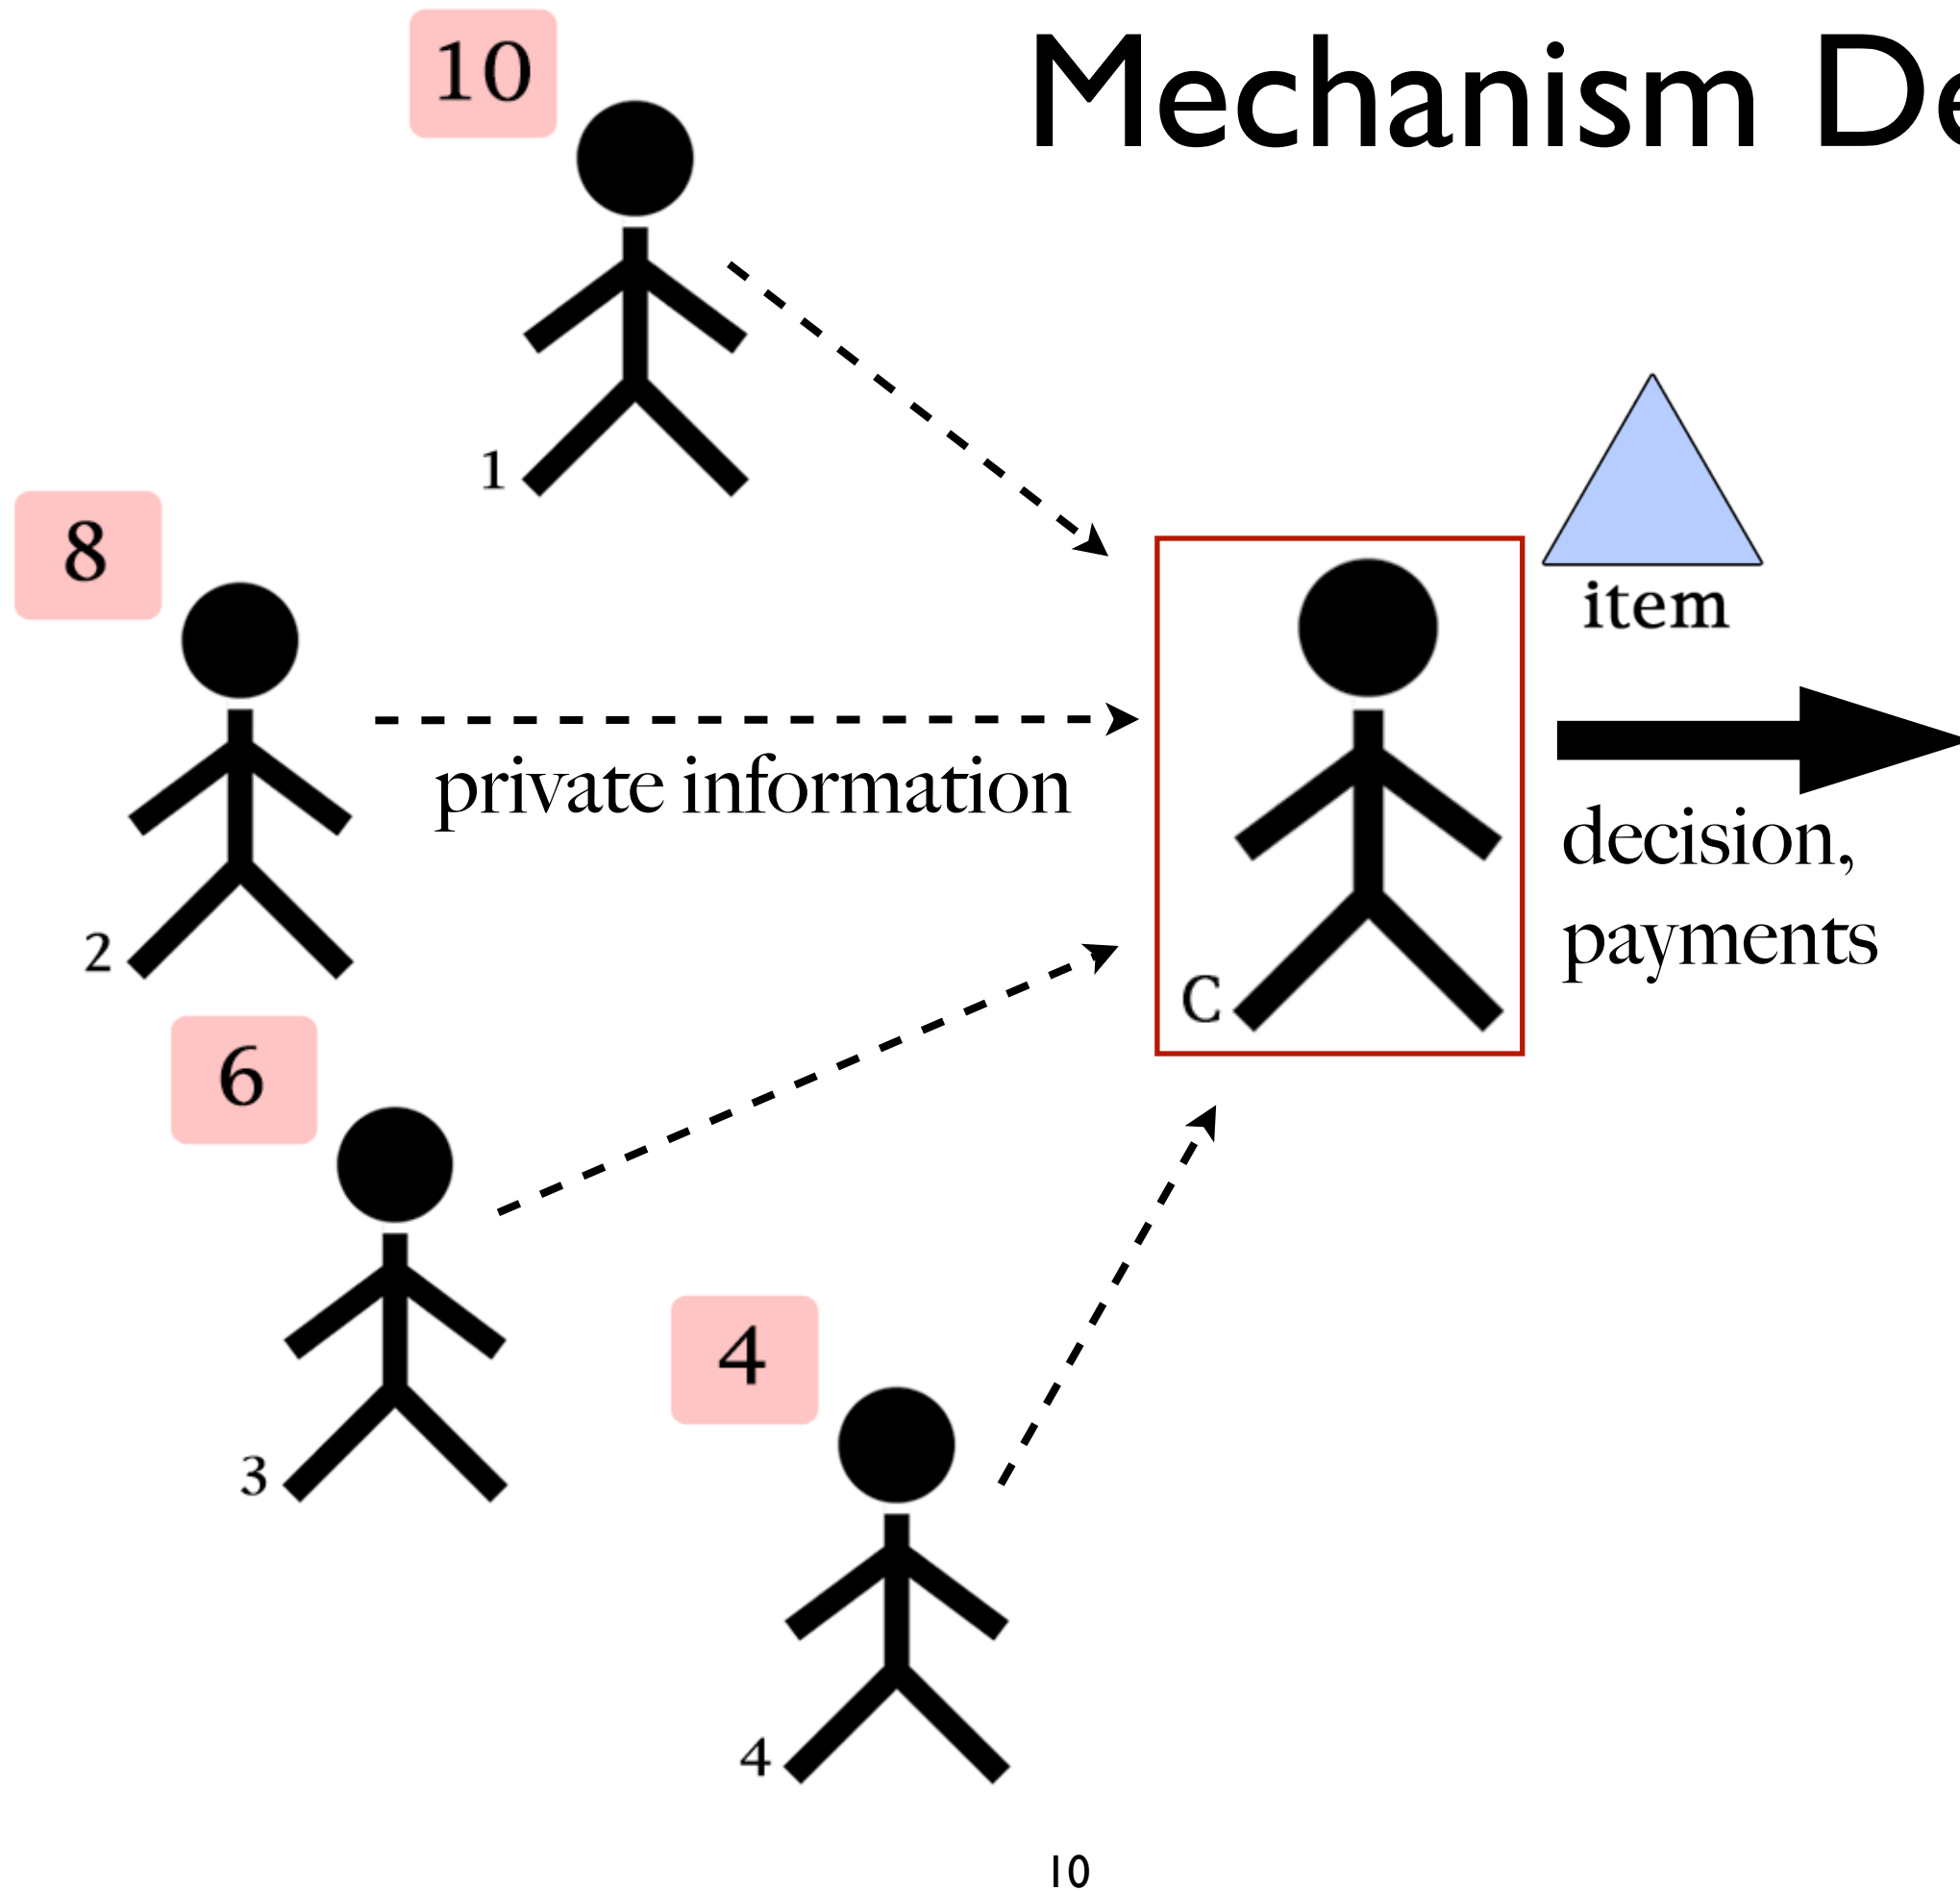 Mechanism De
10
1
8
2
private information
item
C
decision,
payments
6
3
4
4
10